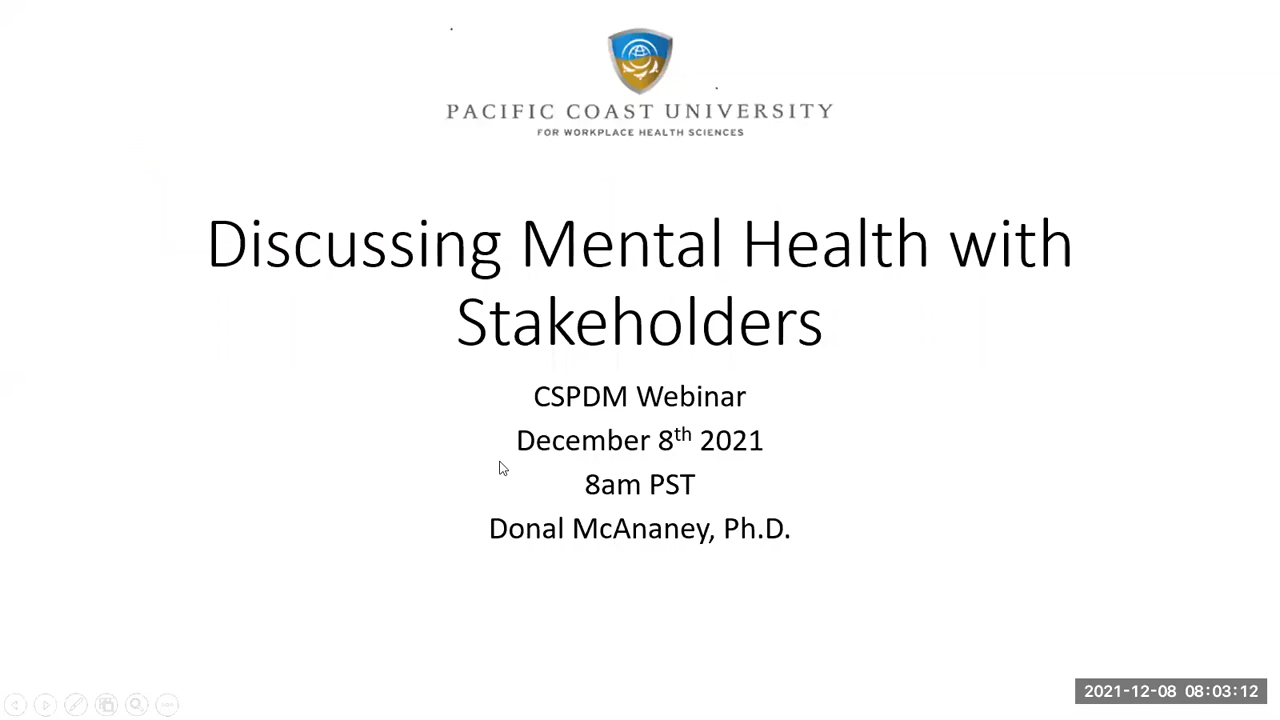 PACIFIC COAST UNIVERSITY
FOR WORKPLACE HEALTH SCIENCES
Discussing Mental Health with
Stakeholders
CSPDM Webinar
December 8th 2021
8am PST
Donal McAnaney, Ph.D.
2021-12-08 08:03:12